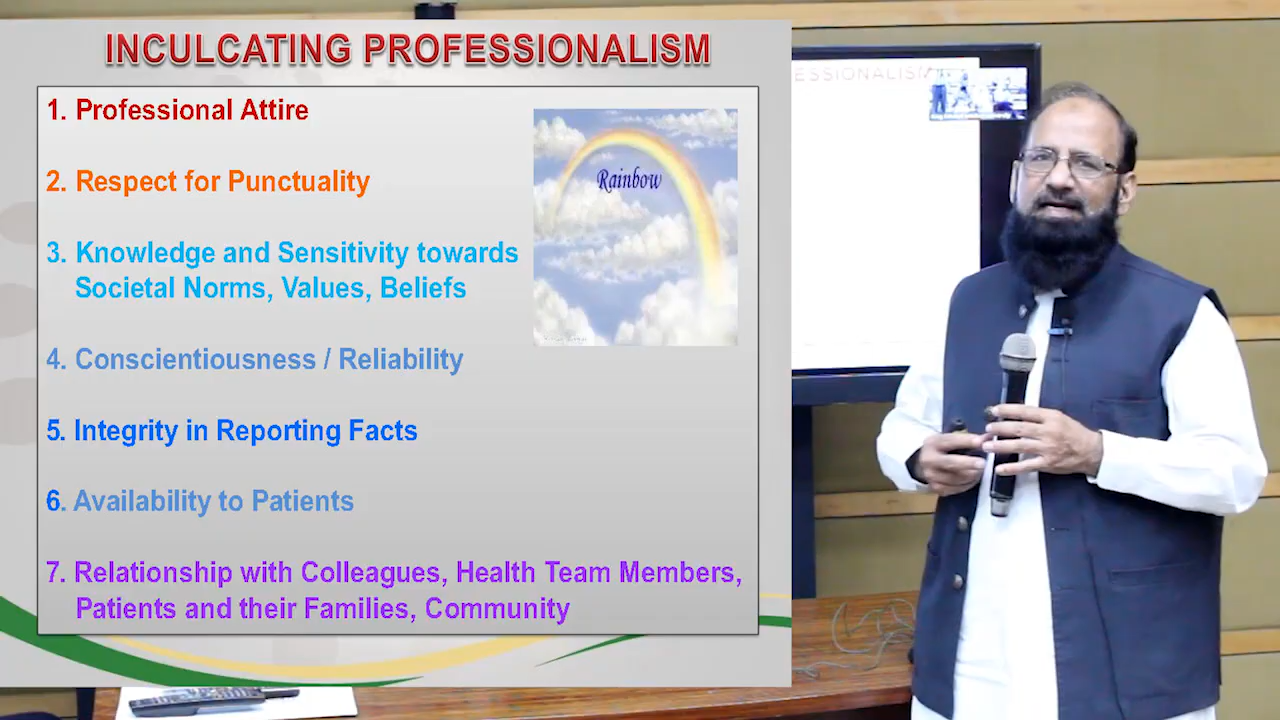 INCULCATING PROFESSIONALISM
1. Professional Attire
2. Respect for Punctuality
3. Knowledge and Sensitivity towards
Societal Norms, Values, Beliefs
4. Conscientiousness / Reliability
5. Integrity in Reporting Facts
6. Availability to Patients
7. Relationship with Colleagues, Health Team Members,
Patients and their Families, Community
Rainbow
ESSIONALISM